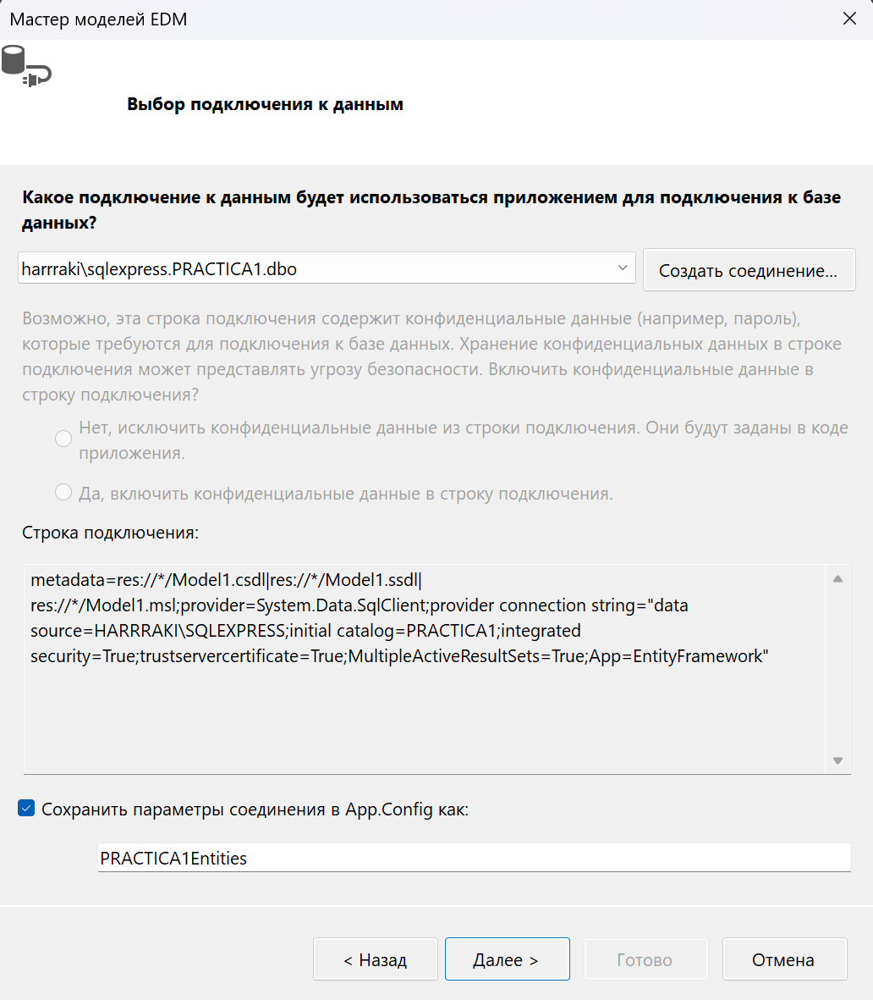 Мастер моделей EDM
Выбор подключения к данным
Какое подключение к данным будет использоваться приложением для подключения к базе
данных?
harrraki\sqlexpress.PRACTICA1.dbo
Создать соединение...
Возможно, эта строка подключения содержит конфиденциальные данные (например, пароль),
которые требуются для подключения к базе данных. Хранение конфиденциальных данных в строке
подключения может представлять угрозу безопасности. Включить конфиденциальные данные в
строку подключения?
Нет, исключить конфиденциальные данные из строки подключения. Они будут заданы в коде
приложения.
Да, включить конфиденциальные данные в строку подключения.
Строка подключения:
metadata=res://*/Model1.csdl|res://*/Model1.ssdl|
res://*/Model1.msl;provider=System.Data.SqlClient;provider connection string="data
source=HARRRAKI\SQLEXPRESS;initial catalog=PRACTICA1;integrated
security=True;trustservercertificate=True;MultipleActiveResultSets=True;App=EntityFramework"
Сохранить параметры соединения в App.Config как:
PRACTICA1Entities
< Назад
Далее >
Готово
Отмена